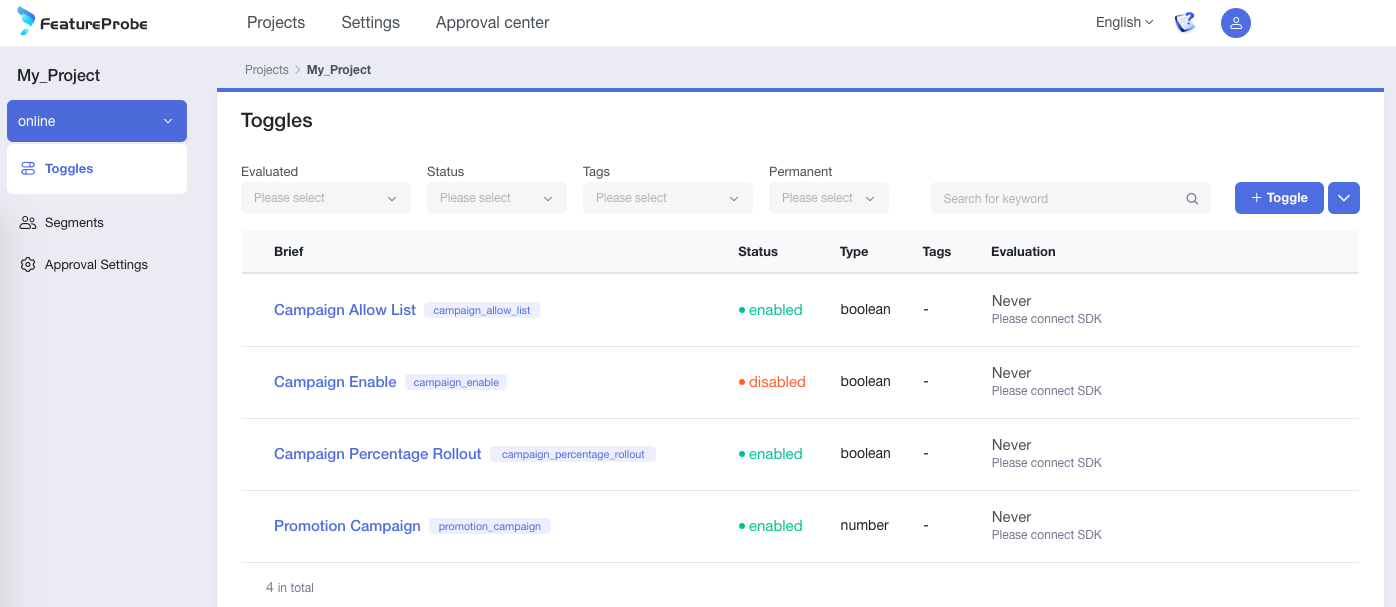 FeatureProbe Projects Settings Approval center English
My_Project
Projects > My_Project
online
Toggles
Segments
Approval Settings
Toggles
Evaluated Status Tags Permanent
Please select Please select Please select Please select Search for keyword + Toggle
Brief Status Type Tags Evaluation
Campaign Allow List campaign_allow_list enabled boolean - Never
Please connect SDK
Campaign Enable campaign_enable disabled boolean - Never
Please connect SDK
Campaign Percentage Rollout campaign_percentage_rollout enabled boolean - Never
Please connect SDK
Promotion Campaign promotion_campaign enabled number - Never
Please connect SDK
4 in total